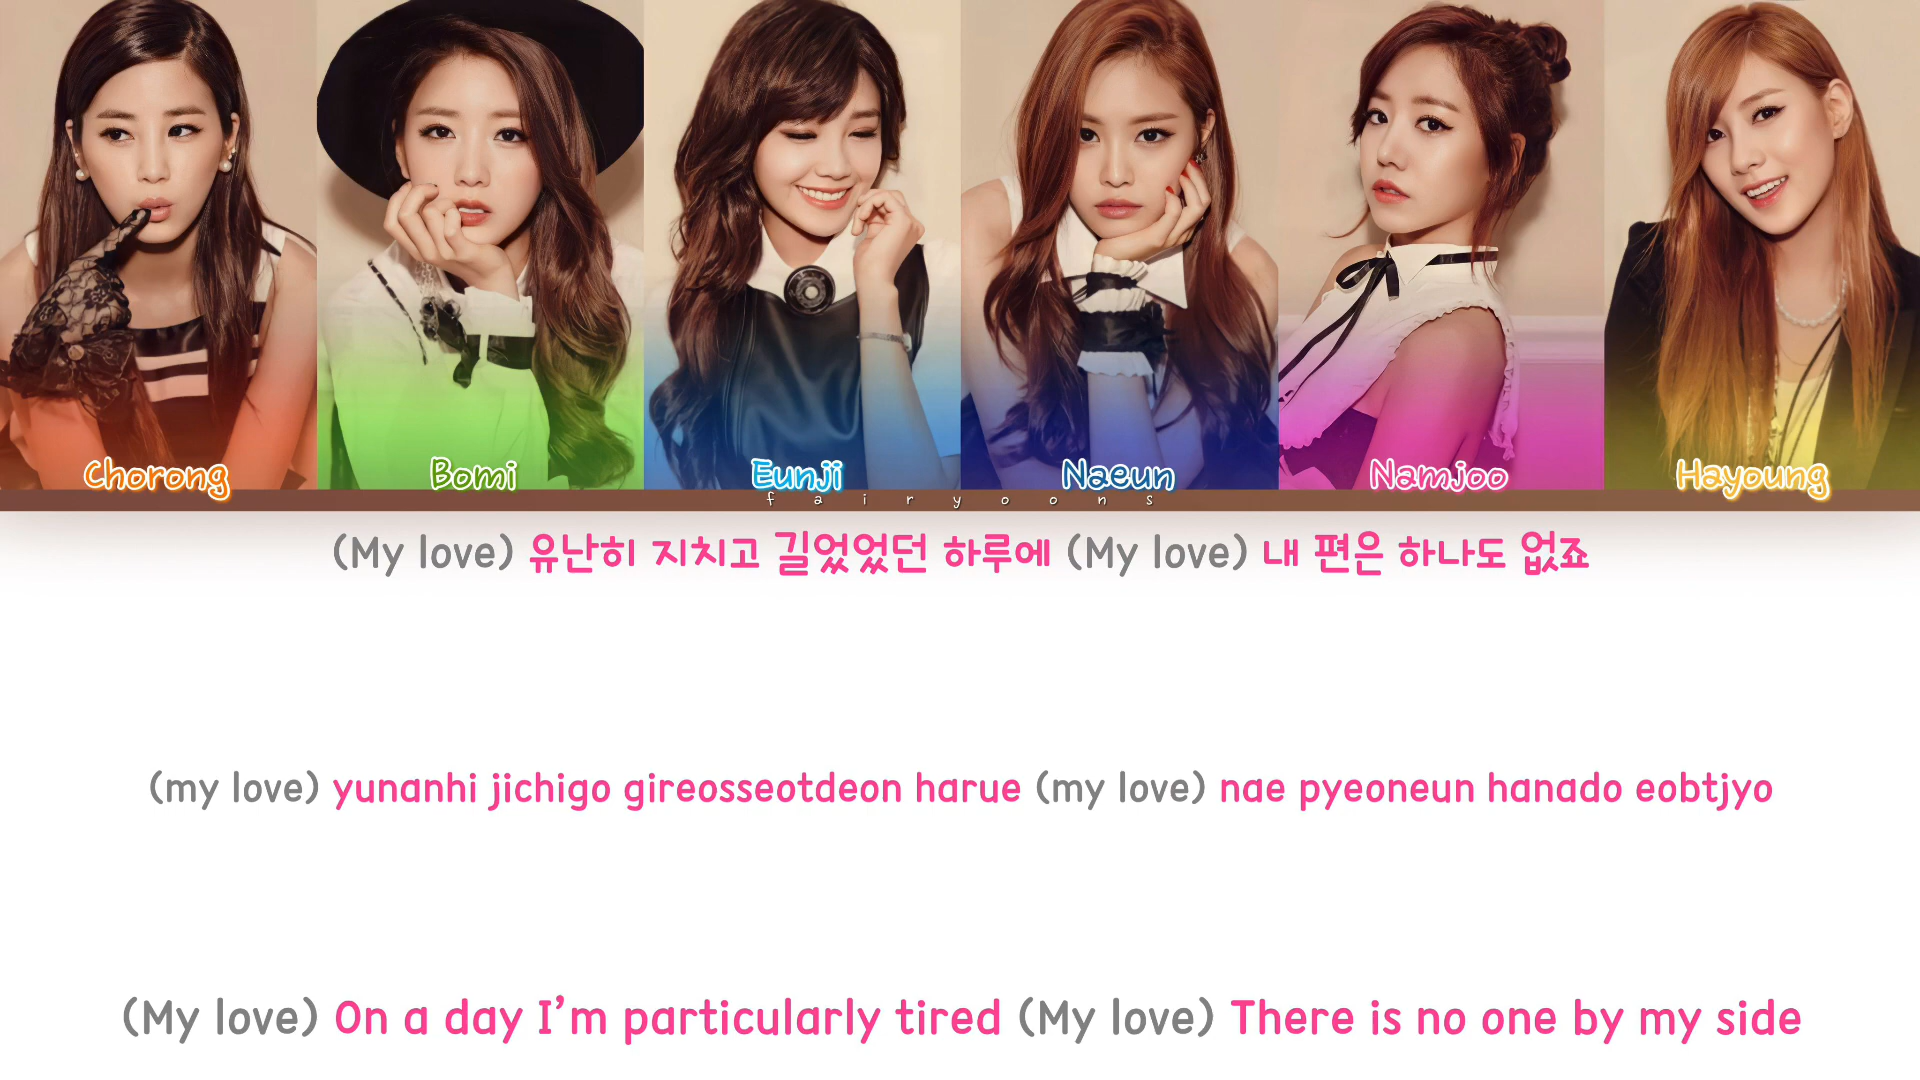 Chorong Bomi Eunji Naeun Namjoo Hayoung
fairyoons
(My love) 유난히 지치고 길었었던 하루에 (My love) 내 편은 하나도 없죠
(my love) yunanhi jichigo gireosseotdeon harue (my love) nae pyeoneun hanado eobtjyo
(My love) On a day I’m particularly tired (My love) There is no one by my side